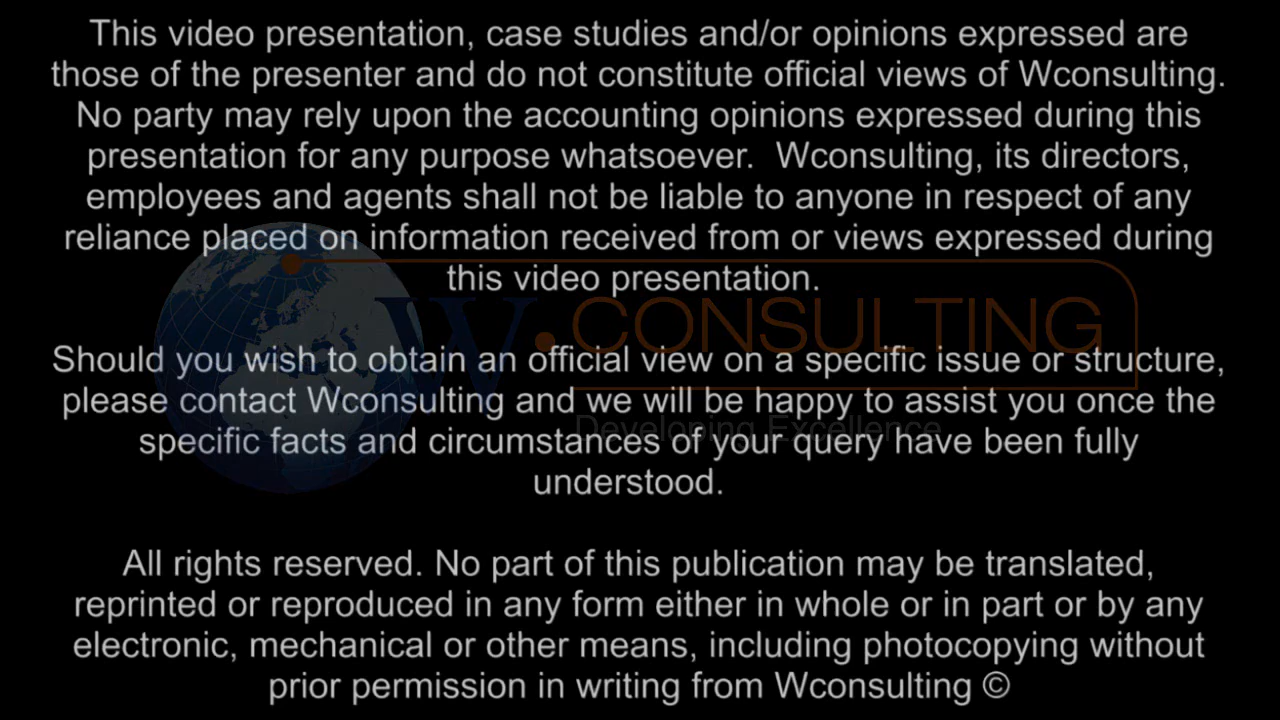 This video presentation, case studies and/or opinions expressed are
those of the presenter and do not constitute official views of Wconsulting.
No party may rely upon the accounting opinions expressed during this
presentation for any purpose whatsoever.  Wconsulting, its directors,
employees and agents shall not be liable to anyone in respect of any
reliance placed on information received from or views expressed during
this video presentation.
W.CONSULTING
Should you wish to obtain an official view on a specific issue or structure,
please contact Wconsulting and we will be happy to assist you once the
Developing Excellence
specific facts and circumstances of your query have been fully
understood.
All rights reserved. No part of this publication may be translated,
reprinted or reproduced in any form either in whole or in part or by any
electronic, mechanical or other means, including photocopying without
prior permission in writing from Wconsulting ©